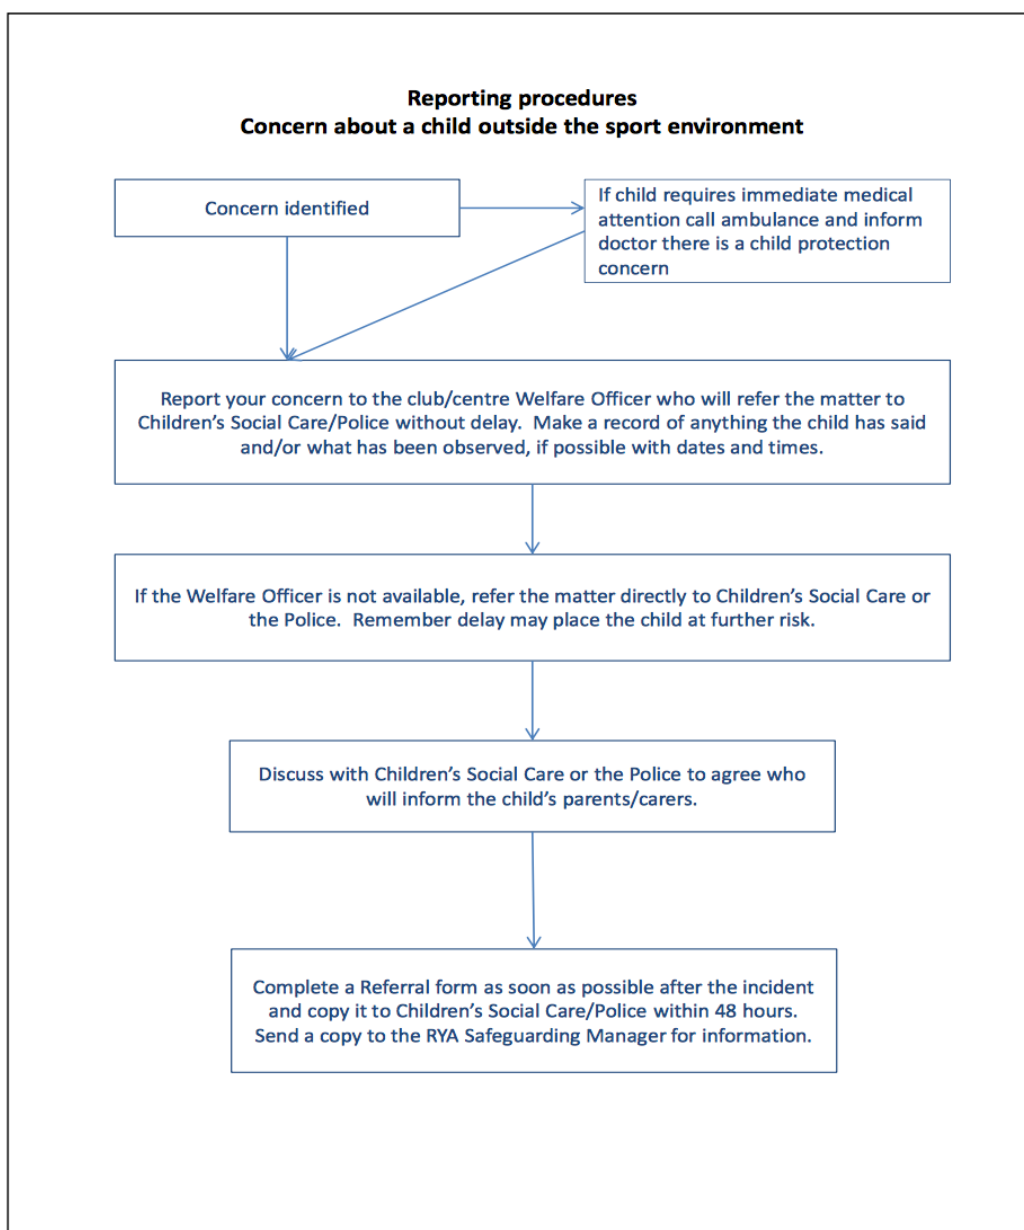 Reporting procedures
Concern about a child outside the sport environment
Concern identified
If child requires immediate medical
attention call ambulance and inform
doctor there is a child protection
concern
Report your concern to the club/centre Welfare Officer who will refer the matter to
Children’s Social Care/Police without delay.  Make a record of anything the child has said
and/or what has been observed, if possible with dates and times.
If the Welfare Officer is not available, refer the matter directly to Children’s Social Care or
the Police.  Remember delay may place the child at further risk.
Discuss with Children’s Social Care or the Police to agree who
will inform the child’s parents/carers.
Complete a Referral form as soon as possible after the incident
and copy it to Children’s Social Care/Police within 48 hours.
Send a copy to the RYA Safeguarding Manager for information.